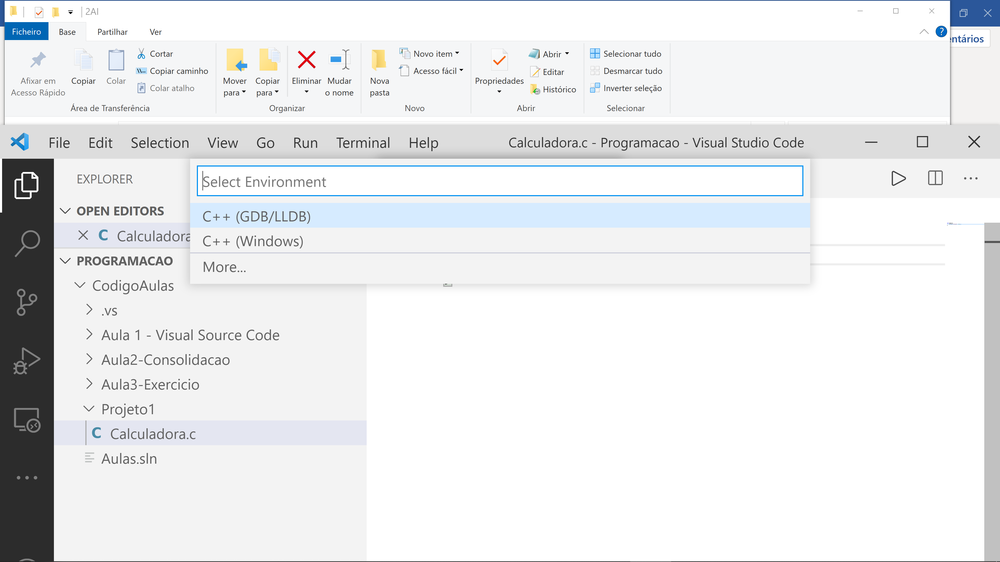 2AI
Ficheiro Base Partilhar Ver
ntários
Afixar em
Acesso Rápido
Copiar
Colar
Cortar
Copiar caminho
Colar atalho
Área de Transferência
Mover
para
Copiar
para
Eliminar
Mudar
o nome
Organizar
Nova
pasta
Novo item
Acesso fácil
Novo
Propriedades
Abrir
Editar
Histórico
Abrir
Selecionar tudo
Desmarcar tudo
Inverter seleção
Selecionar
File Edit Selection View Go Run Terminal Help Calculadora.c - Programacao - Visual Studio Code
EXPLORER
Select Environment
C++ (GDB/LLDB)
C++ (Windows)
More...
OPEN EDITORS
C Calculadora
PROGRAMACAO
CodigoAulas
.vs
Aula 1 - Visual Source Code
Aula2-Consolidacao
Aula3-Exercicio
Projeto1
C Calculadora.c
Aulas.sln